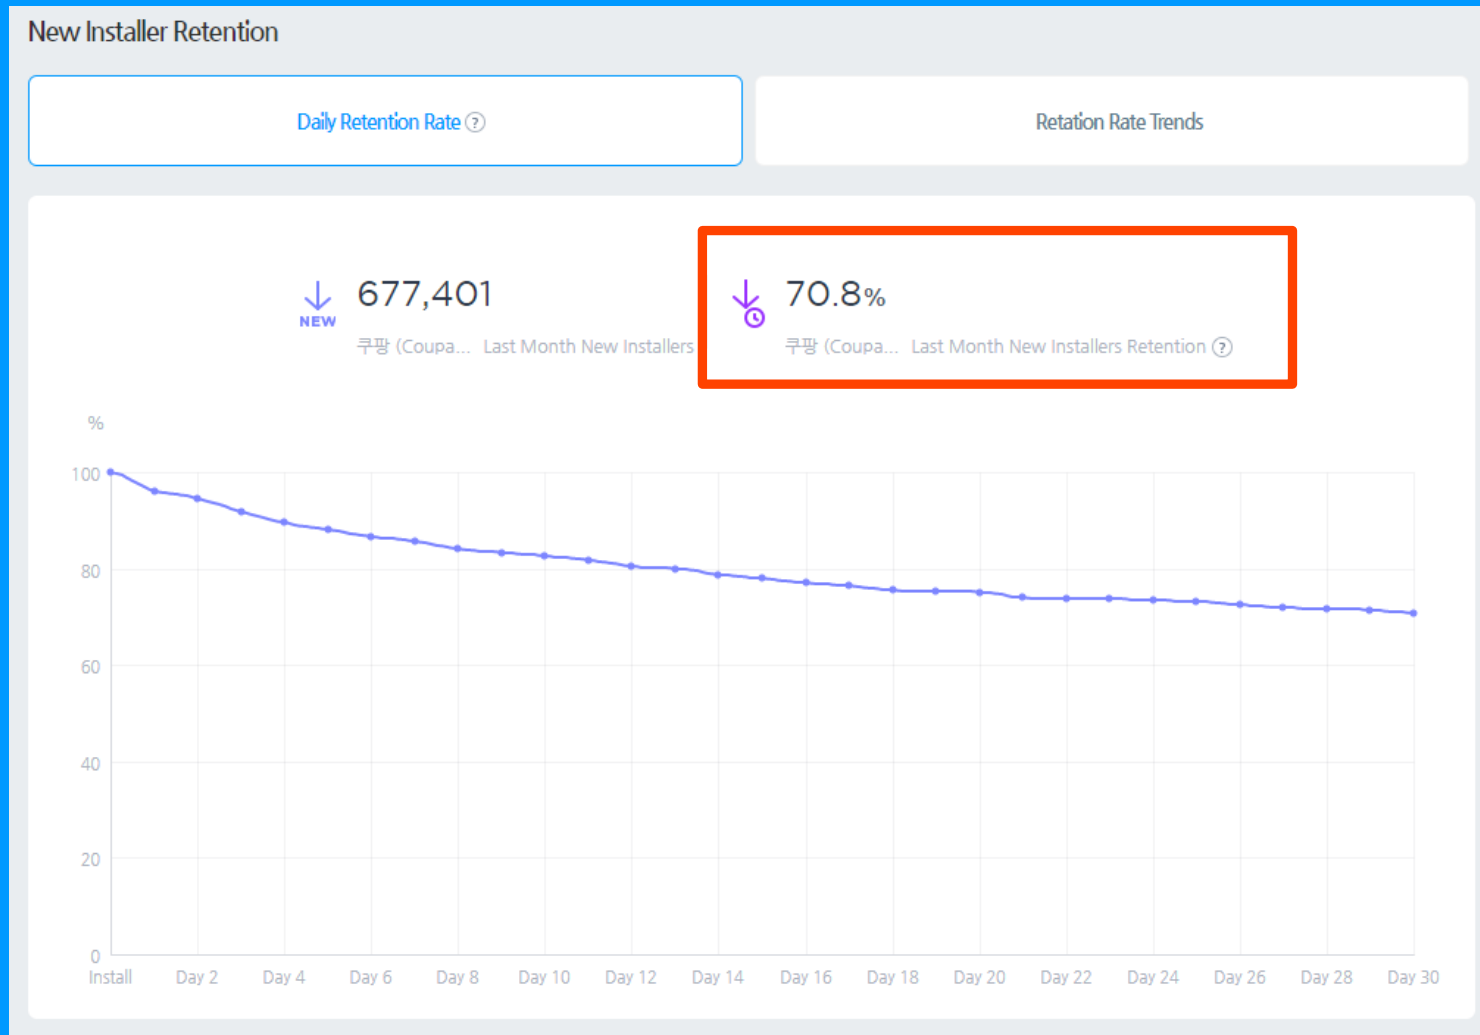 New Installer Retention
Daily Retention Rate ?
Retation Rate Trends
677,401
NEW
쿠팡 (Coupa... Last Month New Installers
70.8%
쿠팡 (Coupa... Last Month New Installers Retention ?
%
100
80
60
40
20
0
Install Day 2 Day 4 Day 6 Day 8 Day 10 Day 12 Day 14 Day 16 Day 18 Day 20 Day 22 Day 24 Day 26 Day 28 Day 30